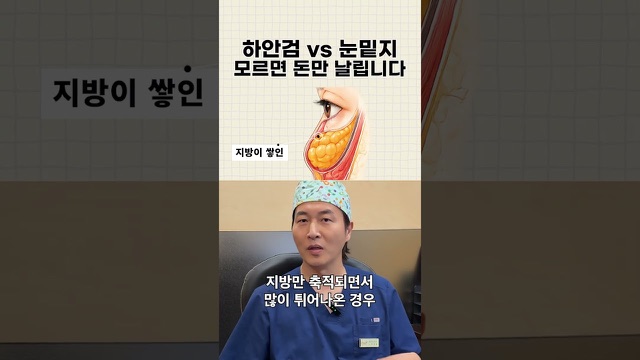 하안검 vs 눈밑지
모르면 돈만 날립니다
지방이 쌓인
지방이 쌓인
지방만 축적되면서
많이 튀어나온 경우